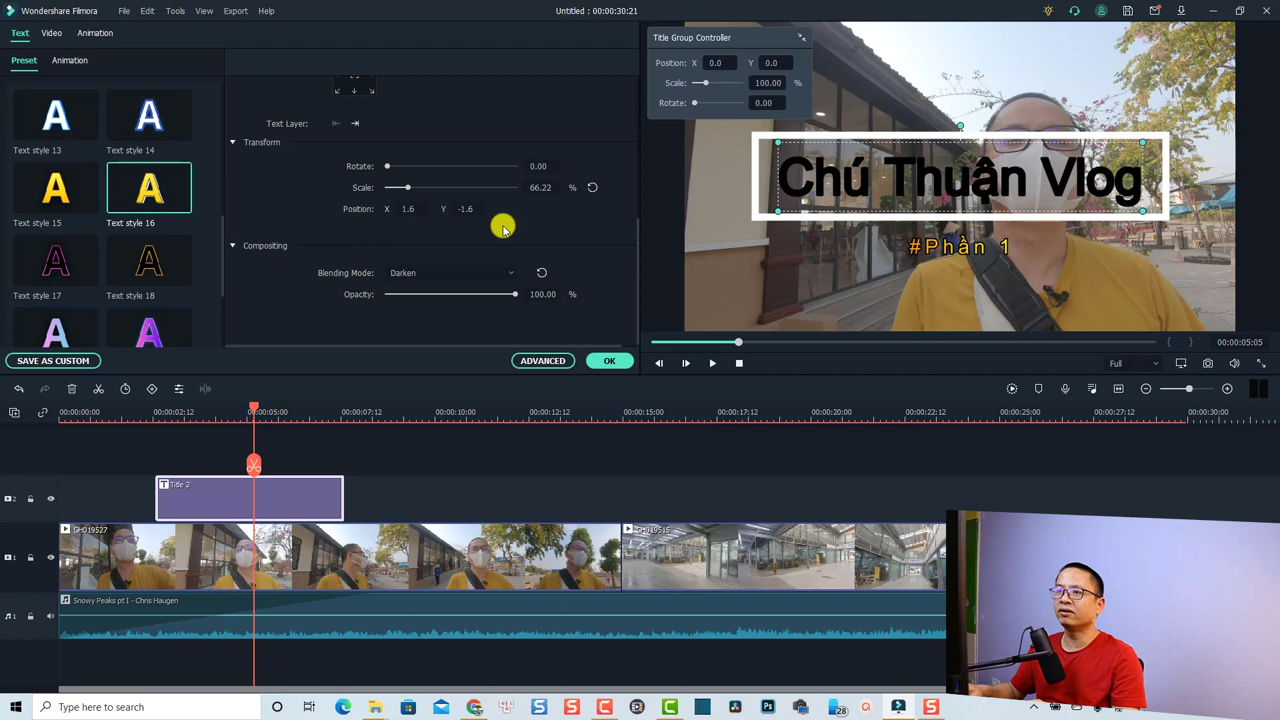 Wondershare Filmora
File Edit Tools View Export Help
Untitled : 00:00:30:21
Text Video Animation
Preset Animation
Text style 13
Text style 14
Text style 15
Text style 16
Text style 17
Text style 18
Text Layer:
Transform
Rotate: 0.00
Scale: 66.22 %
Position: X 1.6 Y -1.6
Compositing
Blending Mode: Darken
Opacity: 100.00 %
SAVE AS CUSTOM
ADVANCED
OK
Title Group Controller
Position: X 0.0 Y 0.0
Scale: 100.00 %
Rotate: 0.00
Chú Thuận Vlog
#Phần 1
00:00:05:05
Full
00:00:00:00 00:00:02:12 00:00:05:00 00:00:07:12 00:00:10:00 00:00:12:12 00:00:15:00 00:00:17:12 00:00:20:00 00:00:22:12 00:00:25:00 00:00:27:12 00:00:30:00
2
Title 2
1
GH019527
1
Snowy Peaks pt I - Chris Haugen
Type here to search
28